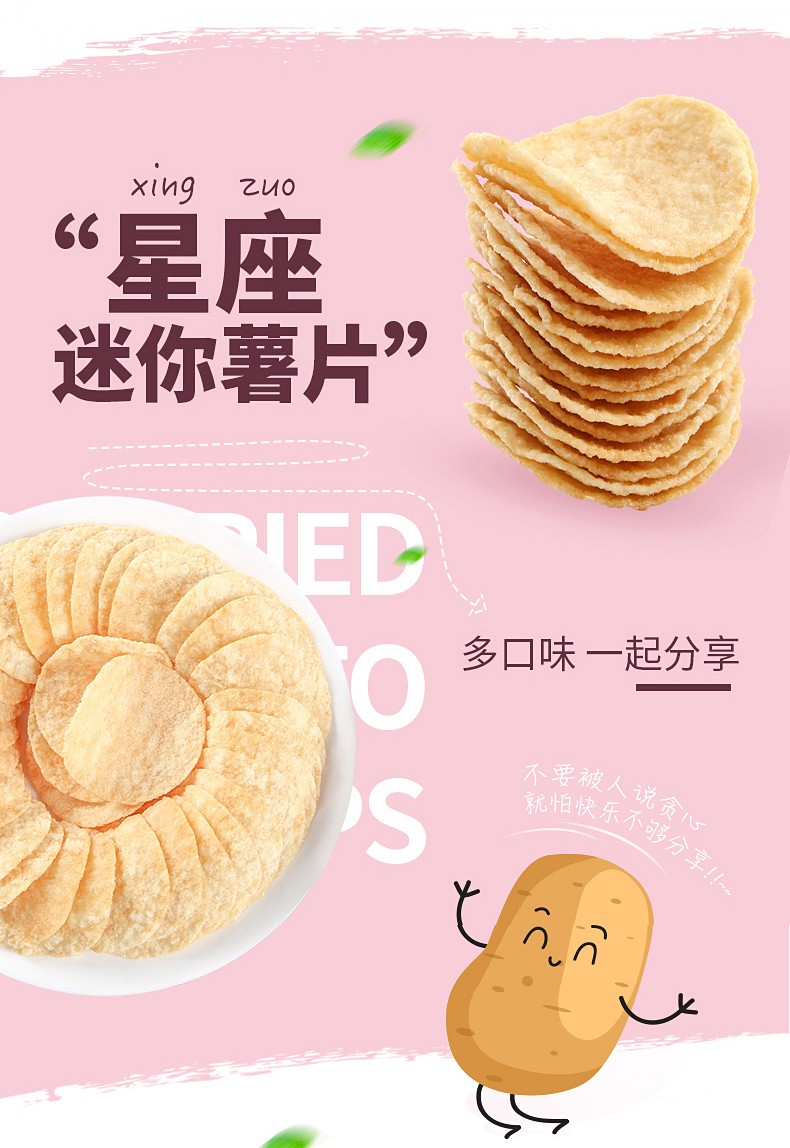 xing zuo
“星座
迷你薯片”
RIED
TO
PS
多口味 一起分享
不要被人说贪心
就怕快乐不够分享!!~~